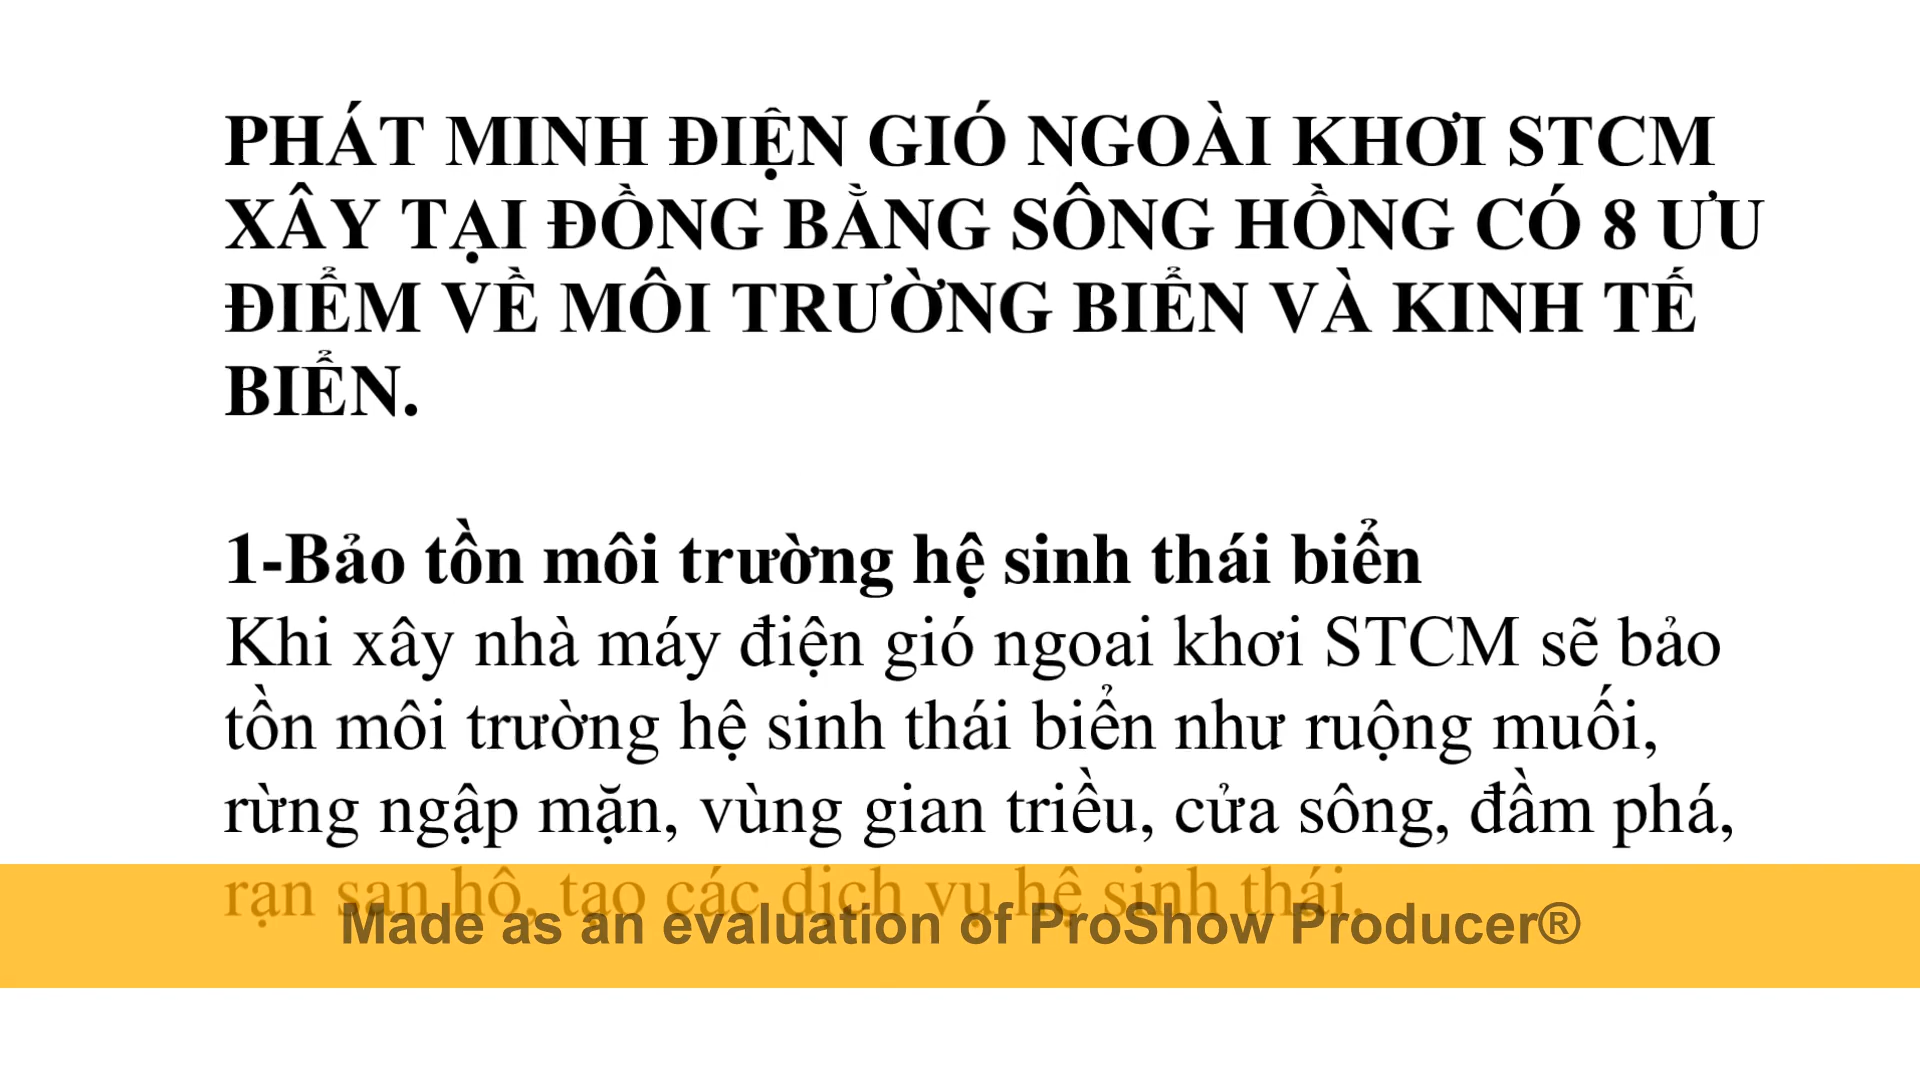 PHÁT MINH ĐIỆN GIÓ NGOÀI KHƠI STCM
XÂY TẠI ĐỒNG BẰNG SÔNG HỒNG CÓ 8 ƯU
ĐIỂM VỀ MÔI TRƯỜNG BIỂN VÀ KINH TẾ
BIỂN.
1-Bảo tồn môi trường hệ sinh thái biển
Khi xây nhà máy điện gió ngoai khơi STCM sẽ bảo
tồn môi trường hệ sinh thái biển như ruộng muối,
rừng ngập mặn, vùng gian triều, cửa sông, đầm phá,
rạn san hô, tạo các dịch vụ hệ sinh thái.
Made as an evaluation of ProShow Producer®